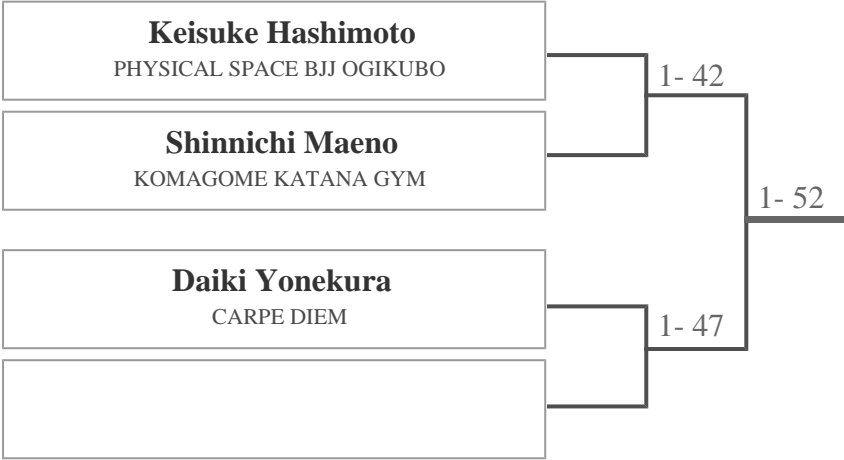 Keisuke Hashimoto
PHYSICAL SPACE BJJ OGIKUBO
1- 42
Shinnichi Maeno
KOMAGOME KATANA GYM
1- 52
Daiki Yonekura
CARPE DIEM
1- 47